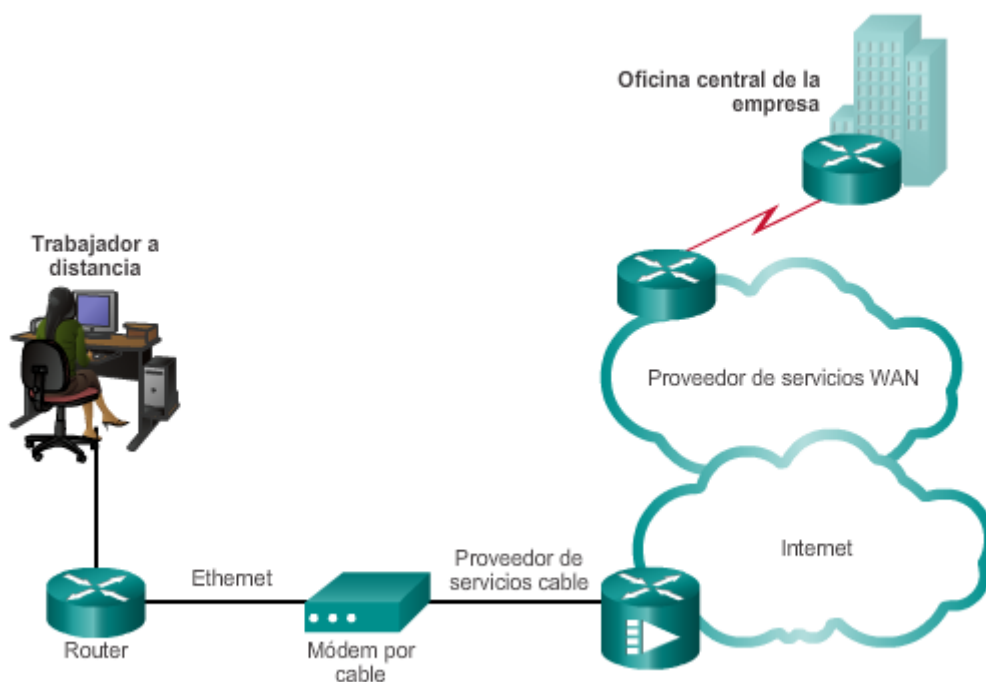 Oficina central de la
empresa
Trabajador a
distancia
Proveedor de servicios WAN
Internet
Proveedor de
servicios cable
Ethernet
Router
Módem por
cable